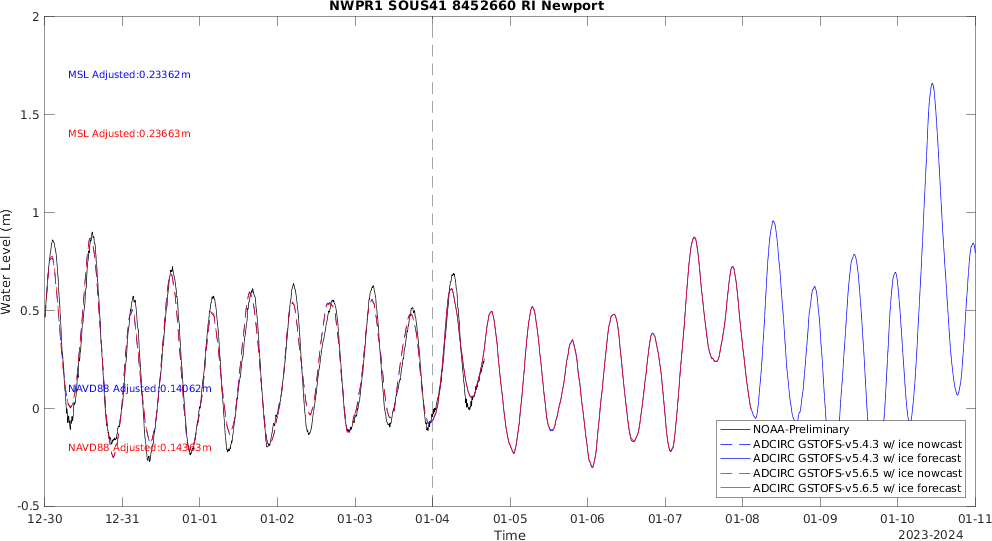 NWPR1 SOUS41 8452660 RI Newport
2
MSL Adjusted:0.23362m
1.5
MSL Adjusted:0.23663m
1
Water Level (m)
0.5
NAVD88 Adjusted:0.14062m
0
NOAA-Preliminary
NAVD88 Adjusted:0.14363m
ADCIRC GSTOFS-v5.4.3 w/ ice nowcast
ADCIRC GSTOFS-v5.4.3 w/ ice forecast
ADCIRC GSTOFS-v5.6.5 w/ ice nowcast
ADCIRC GSTOFS-v5.6.5 w/ ice forecast
-0.5
12-30 12-31 01-01 01-02 01-03 01-04 01-05 01-06 01-07 01-08 01-09 01-10 01-11
Time
2023-2024